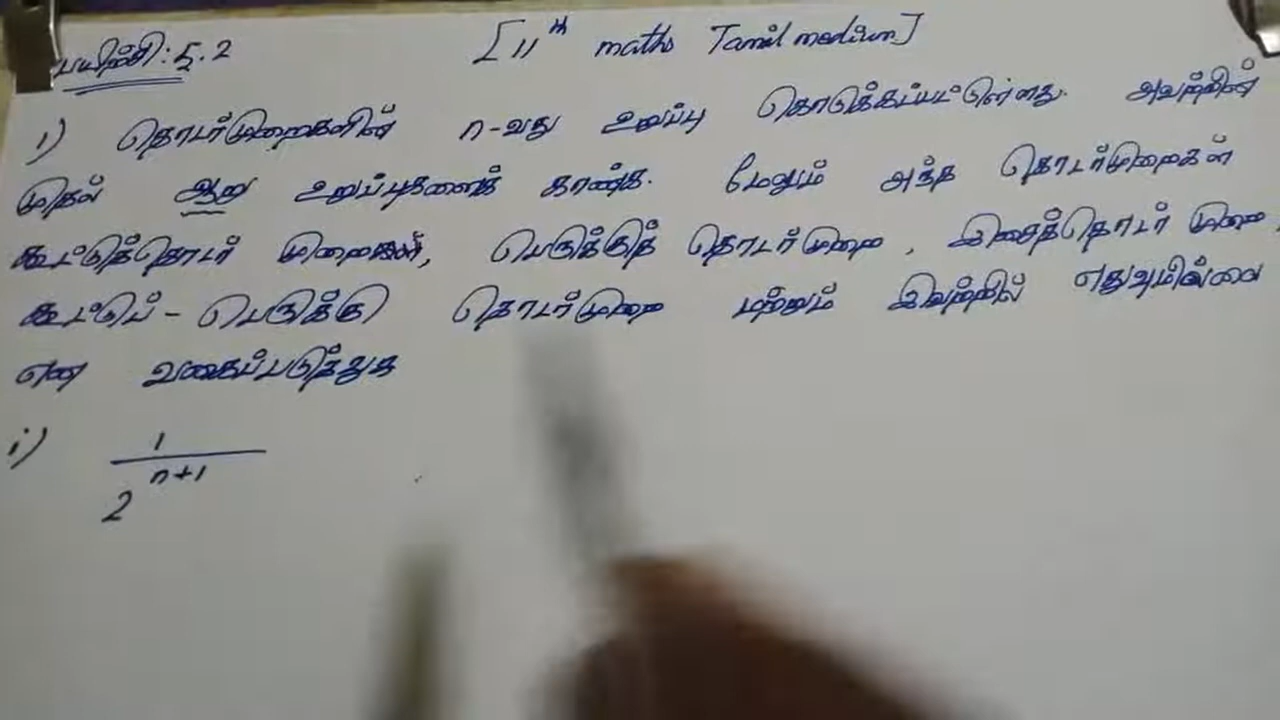 பயிற்சி: 5.2 [11th maths Tamil medium]
1) தொடர்முறைகளின் n-வது உறுப்பு கொடுக்கப்பட்டுள்ளது. அவற்றின்
முதல் ஆறு உறுப்புகளைக் காண்க. மேலும் அந்த தொடர்முறைகள்
கூட்டுத்தொடர் முறைகள், பெருக்குத் தொடர்முறை, இசைத்தொடர் முறை,
கூட்டுப் - பெருக்கு தொடர்முறை மற்றும் இவற்றில் எதுவுமில்லை
என வகைப்படுத்துக
i) 1
2 n+1